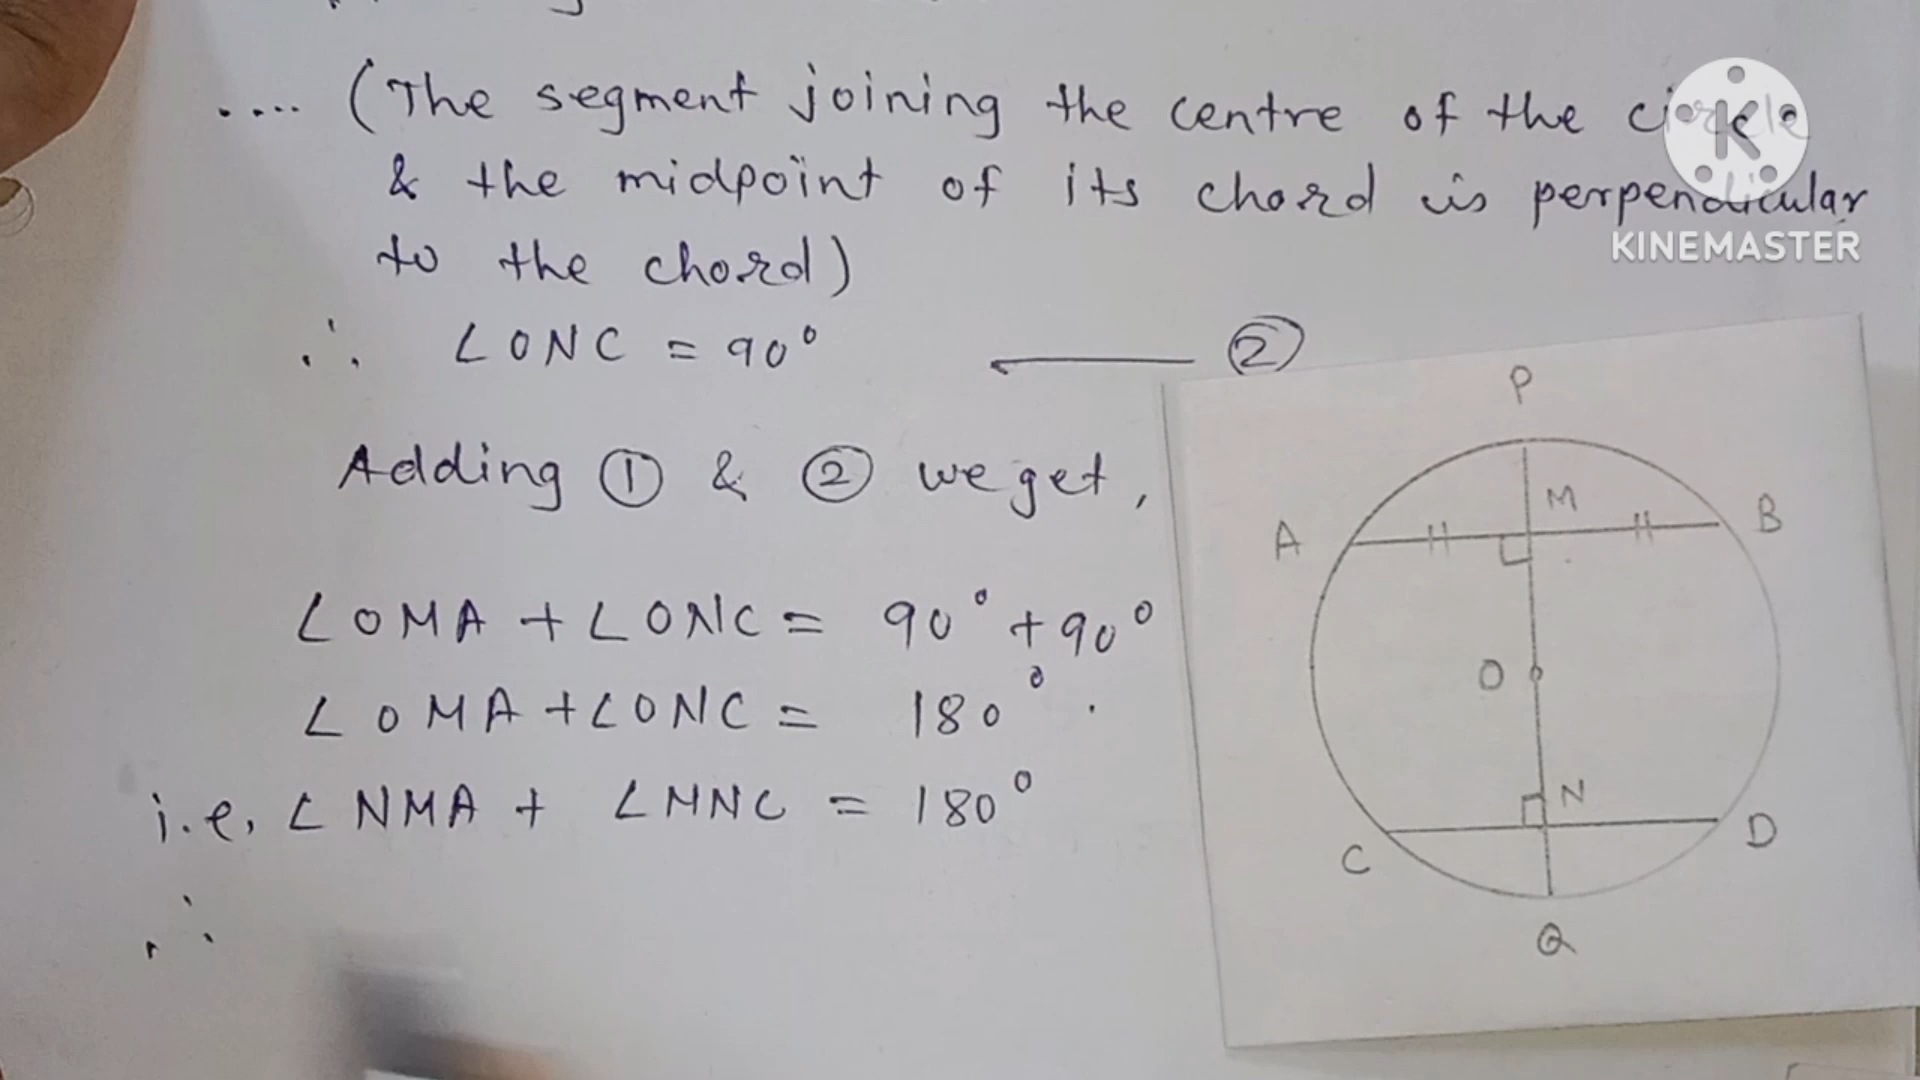 .... (The segment joining the centre of the circle
& the midpoint of its chord is perpendicular
to the chord)
∴ ∠ONC = 90° ——— ②
Adding ① & ② we get,
∠OMA + ∠ONC = 90° + 90°
∠OMA + ∠ONC = 180°.
i.e. ∠NMA + ∠MNC = 180°
∴
K
KINEMASTER
P
M
A
B
O
N
C
D
Q